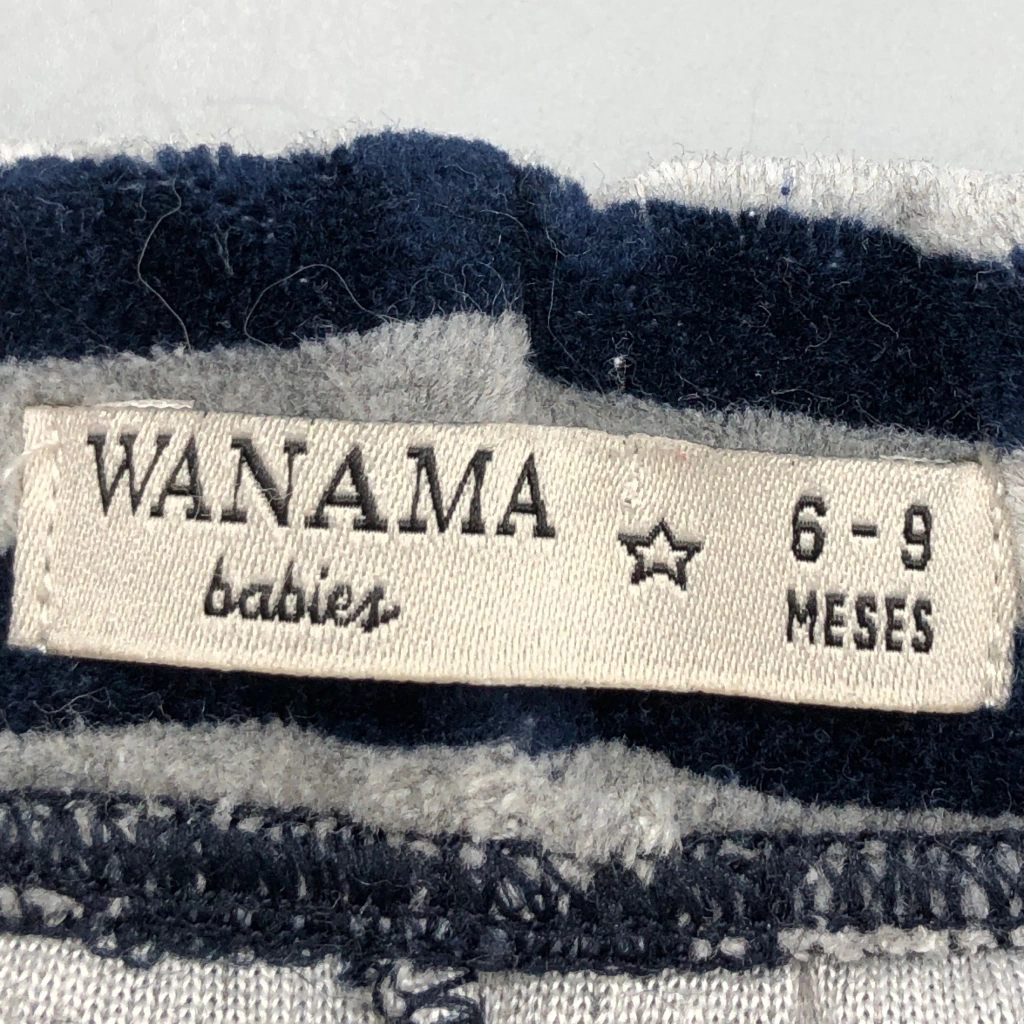 WANAMA
babies
6 - 9
MESES